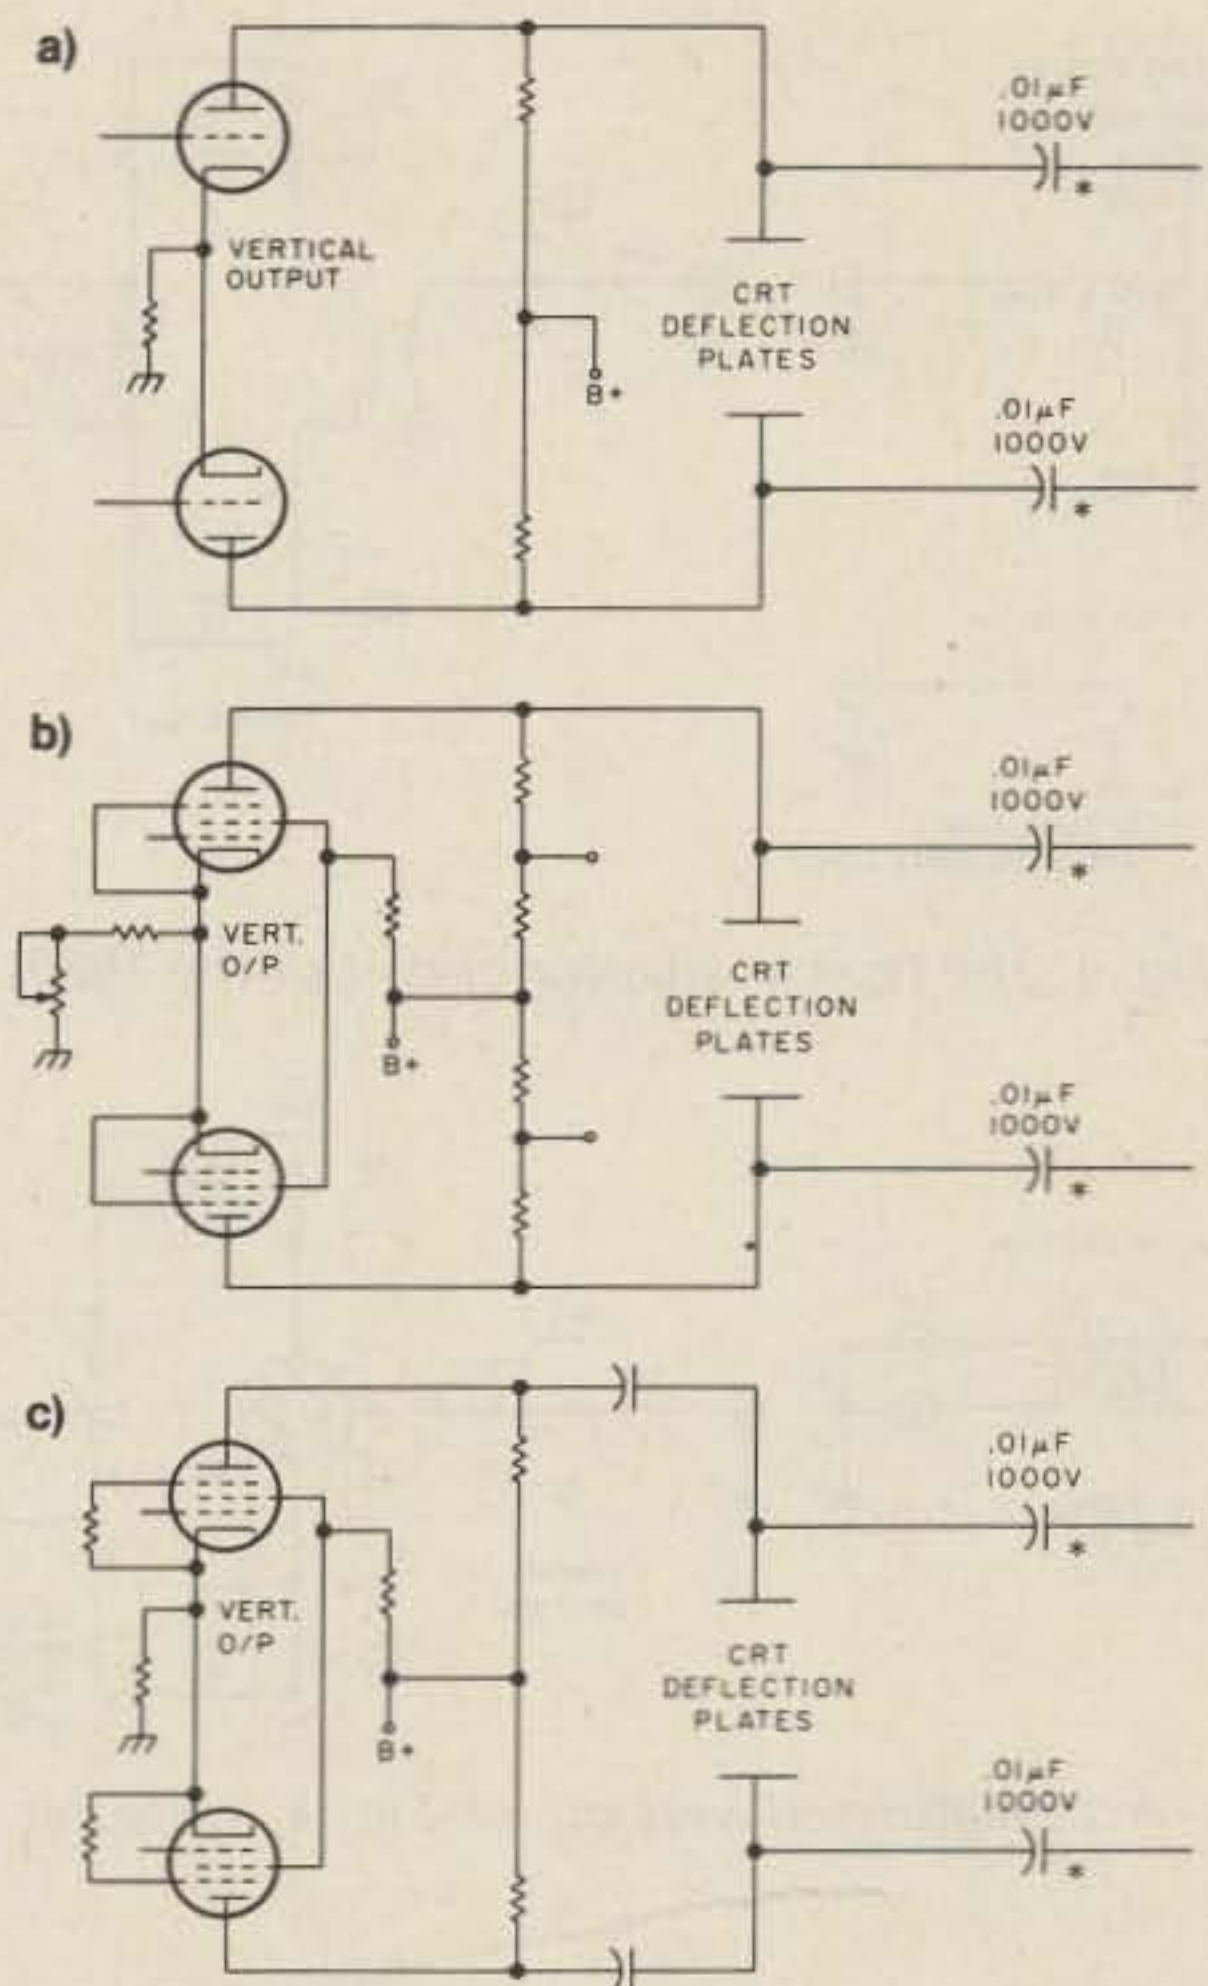 a)
.01μF
1000V
*
VERTICAL
OUTPUT
CRT
DEFLECTION
PLATES
B+
.01μF
1000V
*
b)
.01μF
1000V
*
VERT.
O/P
CRT
DEFLECTION
PLATES
B+
.01μF
1000V
*
c)
.01μF
1000V
*
VERT.
O/P
CRT
DEFLECTION
PLATES
B+
.01μF
1000V
*